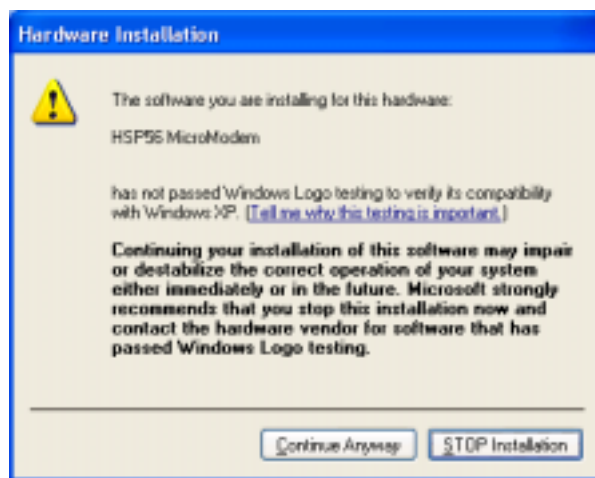 Hardware Installation
The software you are installing for this hardware:
HSP56 MicroModem
has not passed Windows Logo testing to verify its compatibility
with Windows XP. (Tell me why this testing is important.)
Continuing your installation of this software may impair
or destabilize the correct operation of your system
either immediately or in the future. Microsoft strongly
recommends that you stop this installation now and
contact the hardware vendor for software that has
passed Windows Logo testing.
Continue Anyway
STOP Installation